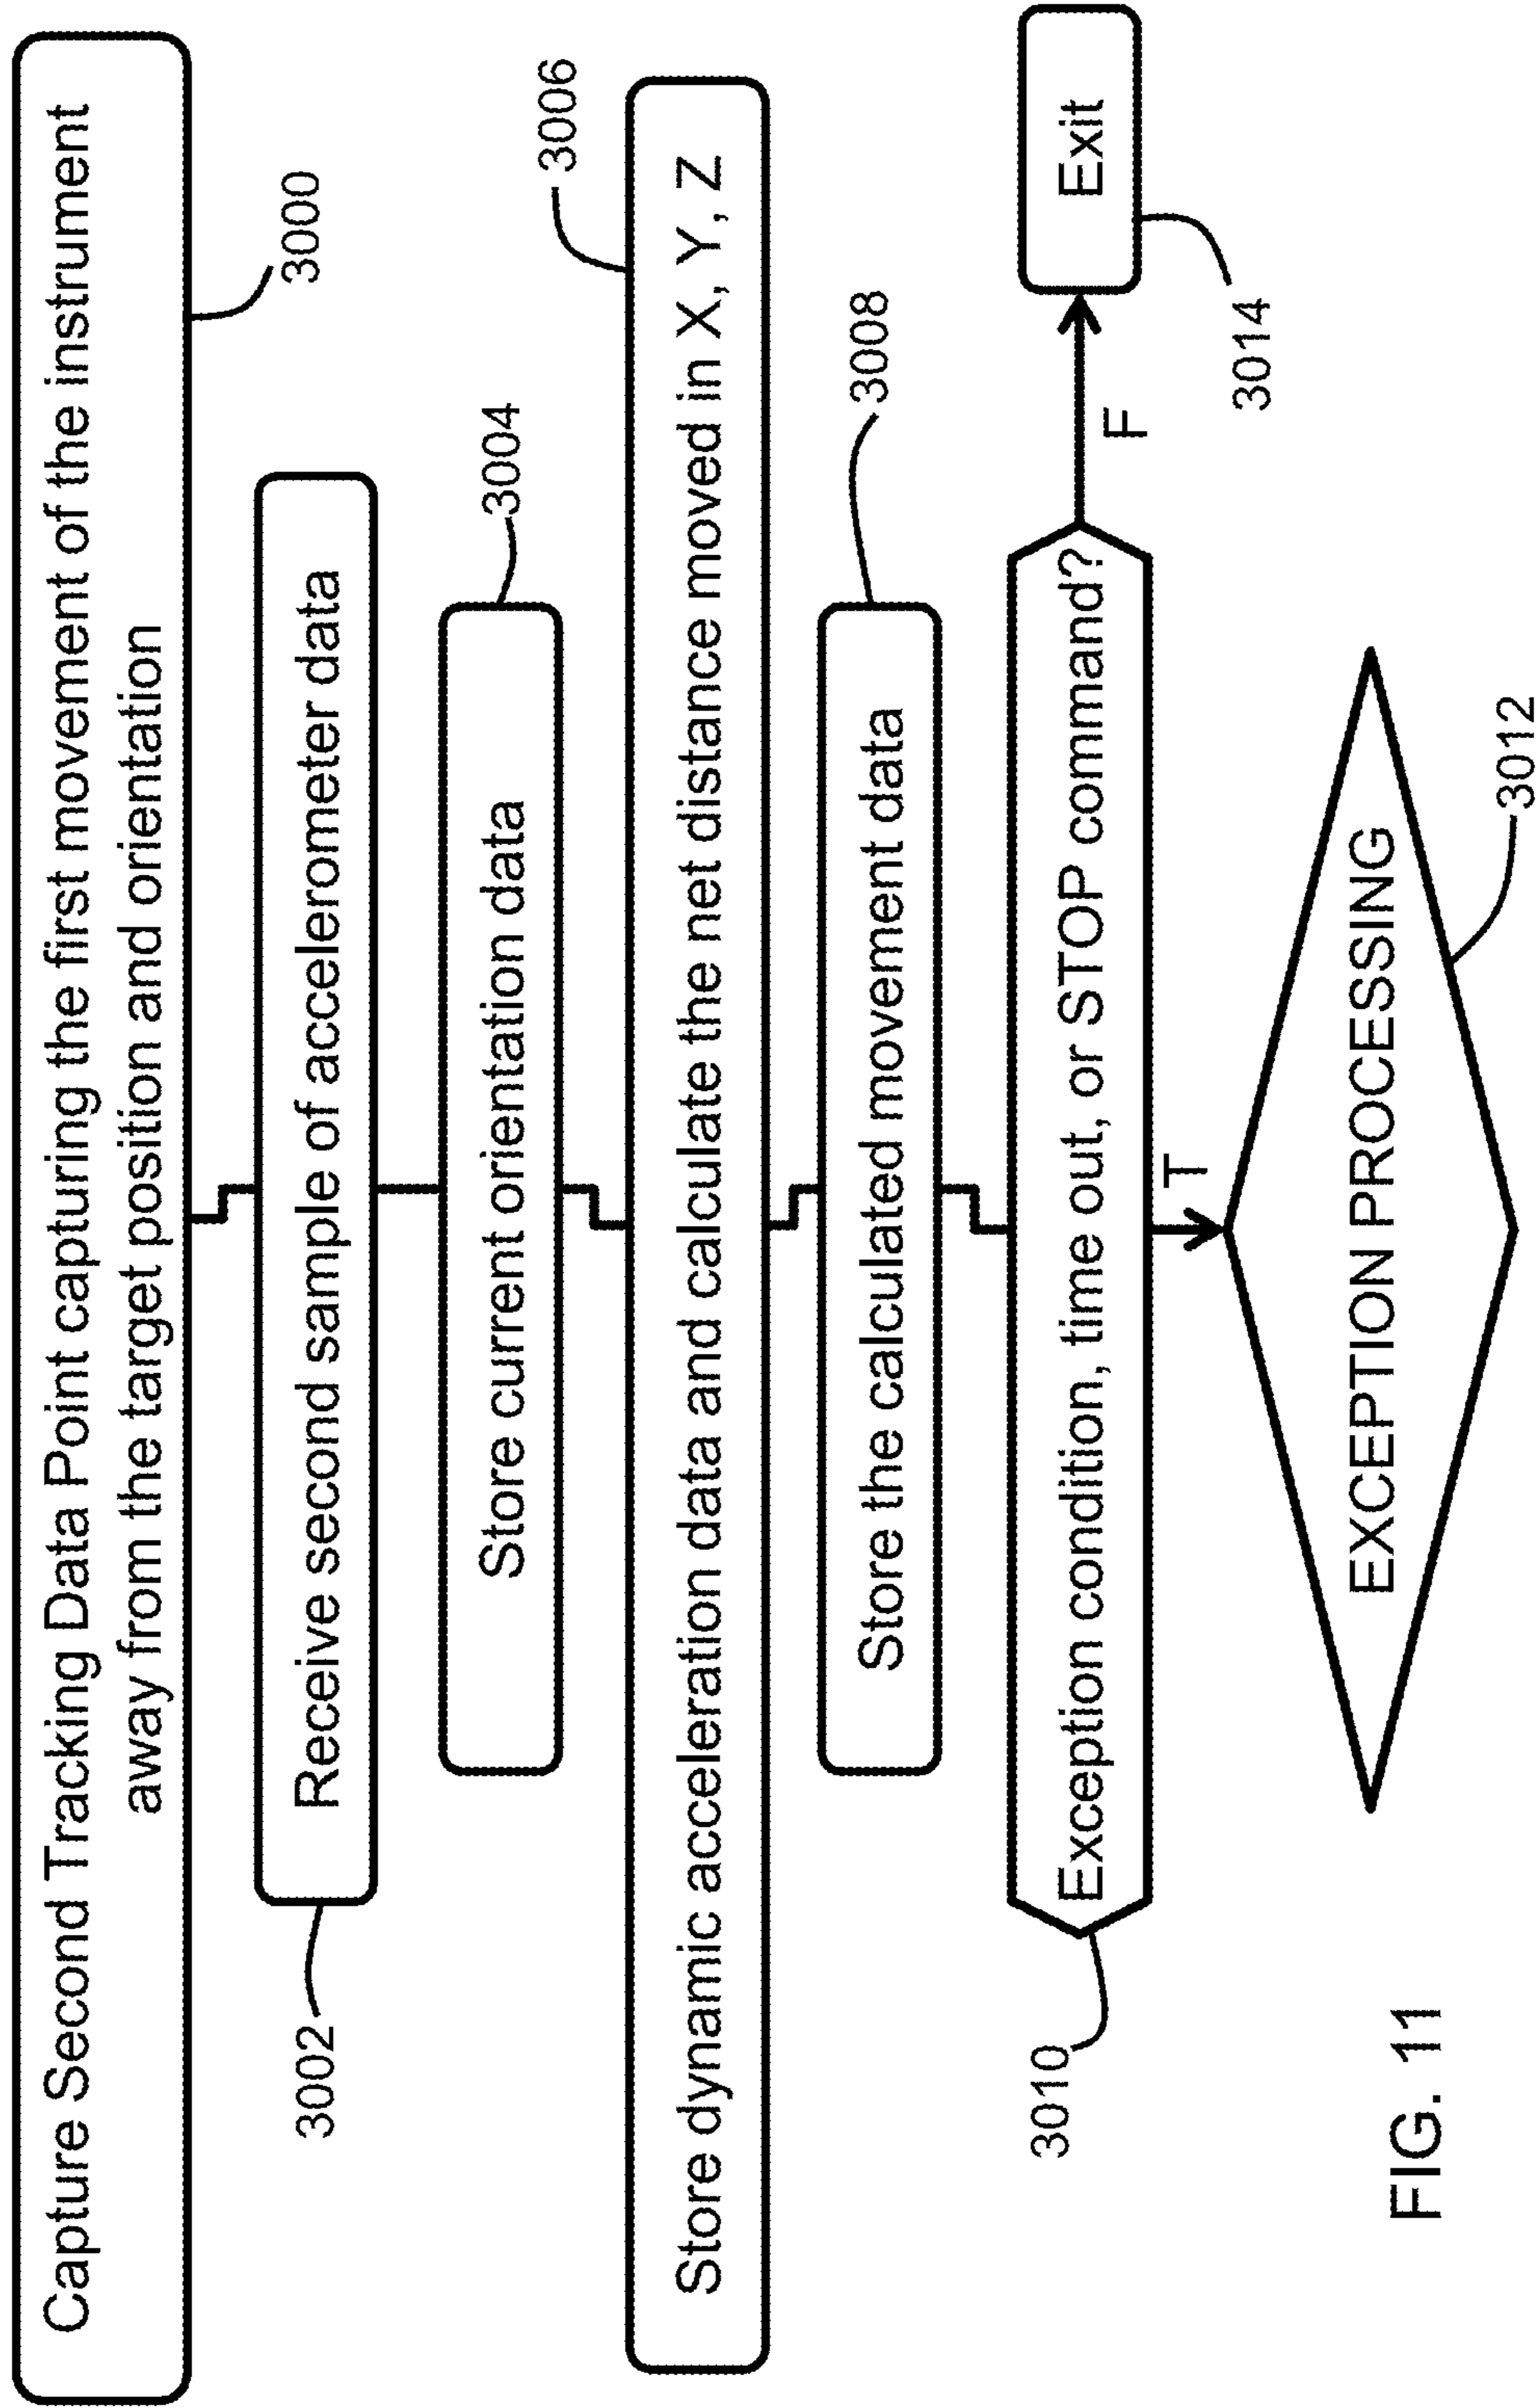 Capture Second Tracking Data Point capturing the first movement of the instrument
away from the target position and orientation
3000
Receive second sample of accelerometer data
3002
Store current orientation data
3004
Store dynamic acceleration data and calculate the net distance moved in X, Y, Z
3006
Store the calculated movement data
3008
Exception condition, time out, or STOP command?
3010
F
Exit
3014
T
EXCEPTION PROCESSING
3012
FIG. 11